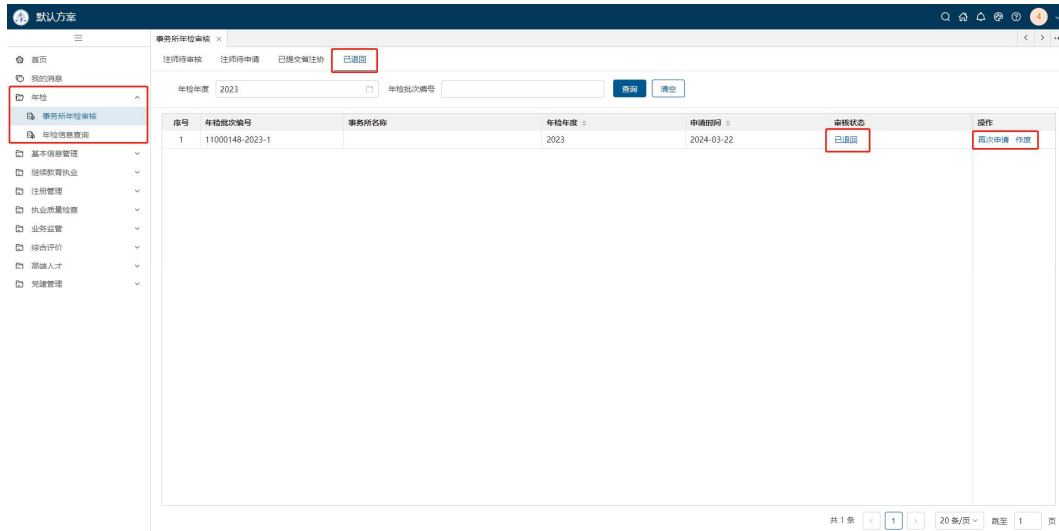 默认方案
4
事务所年检审核 ×
首页
我的消息
年检
事务所年检审核
年检信息查询
基本信息管理
继续教育执业
注册管理
执业质量检查
业务监管
综合评价
高端人才
党建管理
注师待审核 注师待申请 已提交省注协 已退回
年检年度 2023 年检批次编号 查询 清空
序号 年检批次编号 事务所名称 年检年度 申请时间 审核状态 操作
1 11000148-2023-1 2023 2024-03-22 已退回 再次申请 作废
共 1 条 < 1 > 20 条/页 跳至 1 页